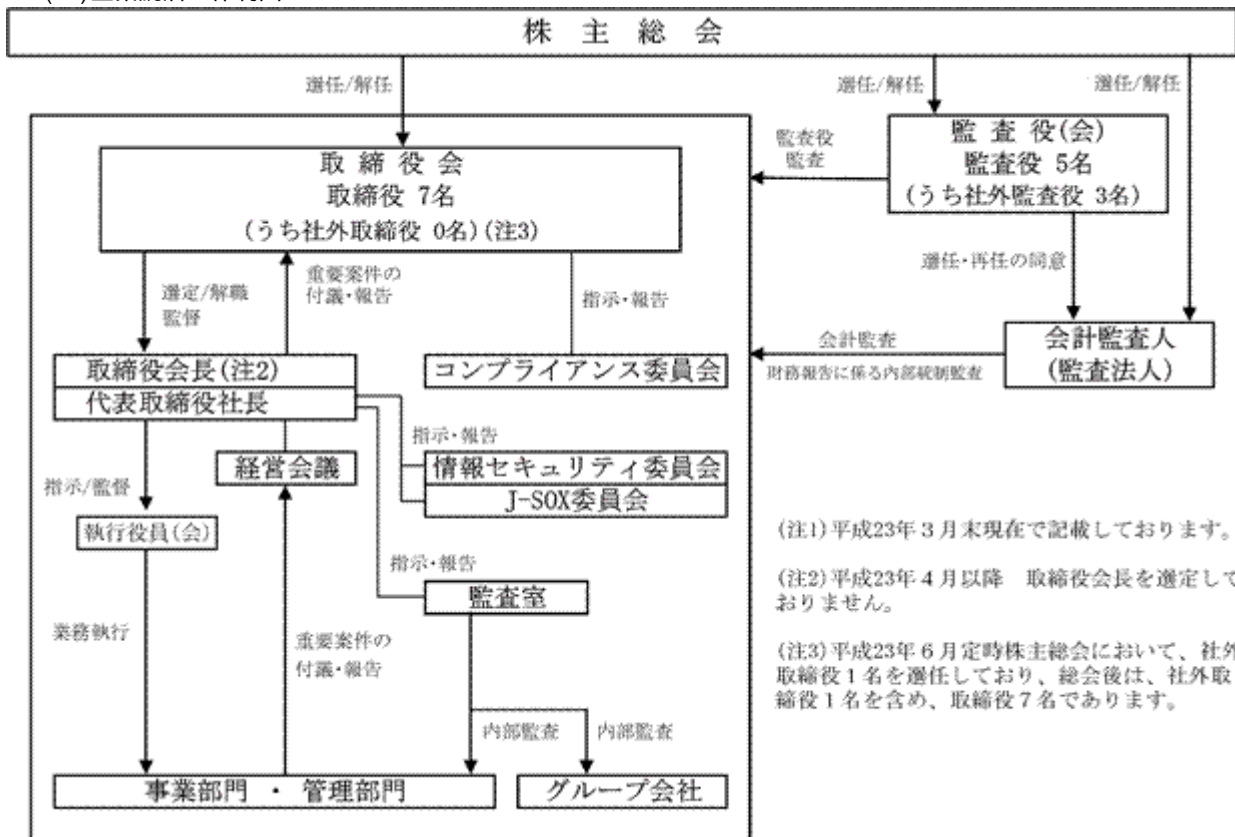 株 主 総 会
選任/解任
選任/解任
選任/解任
監 査 役(会)
監査役 5名
(うち社外監査役 3名)
監査役
監査
取 締 役 会
取締役 7名
(うち社外取締役 0名)(注3)
選任・再任の同意
選定/解職
監督
重要案件の
付議・報告
指示・報告
会計監査
財務報告に係る内部統制監査
会計監査人
(監査法人)
取締役会長(注2)
代表取締役社長
コンプライアンス委員会
指示・報告
経営会議
情報セキュリティ委員会
J-SOX委員会
指示/監督
執行役員(会)
指示・報告
監査室
業務執行
重要案件の
付議・報告
内部監査
内部監査
事業部門 ・ 管理部門
グループ会社
(注1)平成23年3月末現在で記載しております。
(注2)平成23年4月以降 取締役会長を選定して
おりません。
(注3)平成23年6月定時株主総会において、社外
取締役1名を選任しており、総会後は、社外取
締役1名を含め、取締役7名であります。